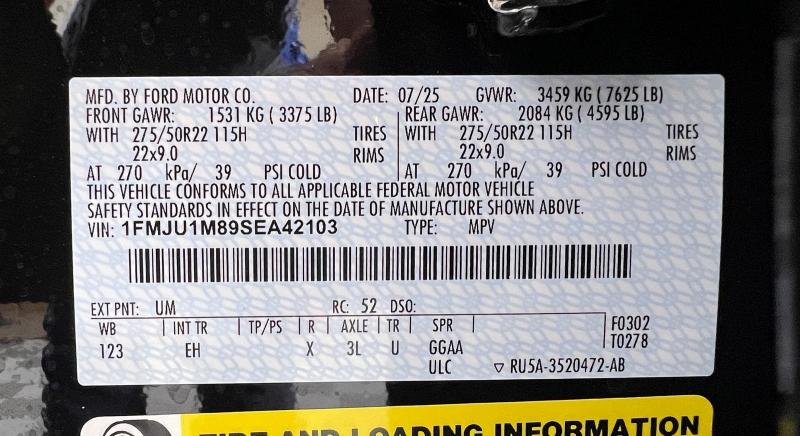 MFD. BY FORD MOTOR CO. DATE: 07/25 GVWR: 3459 KG ( 7625 LB)
FRONT GAWR: 1531 KG ( 3375 LB) REAR GAWR: 2084 KG ( 4595 LB)
WITH 275/50R22 115H TIRES WITH 275/50R22 115H TIRES
22x9.0 RIMS 22x9.0 RIMS
AT 270 kPa/ 39 PSI COLD AT 270 kPa/ 39 PSI COLD
THIS VEHICLE CONFORMS TO ALL APPLICABLE FEDERAL MOTOR VEHICLE
SAFETY STANDARDS IN EFFECT ON THE DATE OF MANUFACTURE SHOWN ABOVE.
VIN: 1FMJU1M89SEA42103 TYPE: MPV
EXT PNT: UM RC: 52 DSO:
WB INT TR TP/PS R AXLE TR SPR F0302
T0278
123 EH X 3L U GGAA
ULC ▽ RU5A-3520472-AB
TIRE AND LOADING INFORMATION